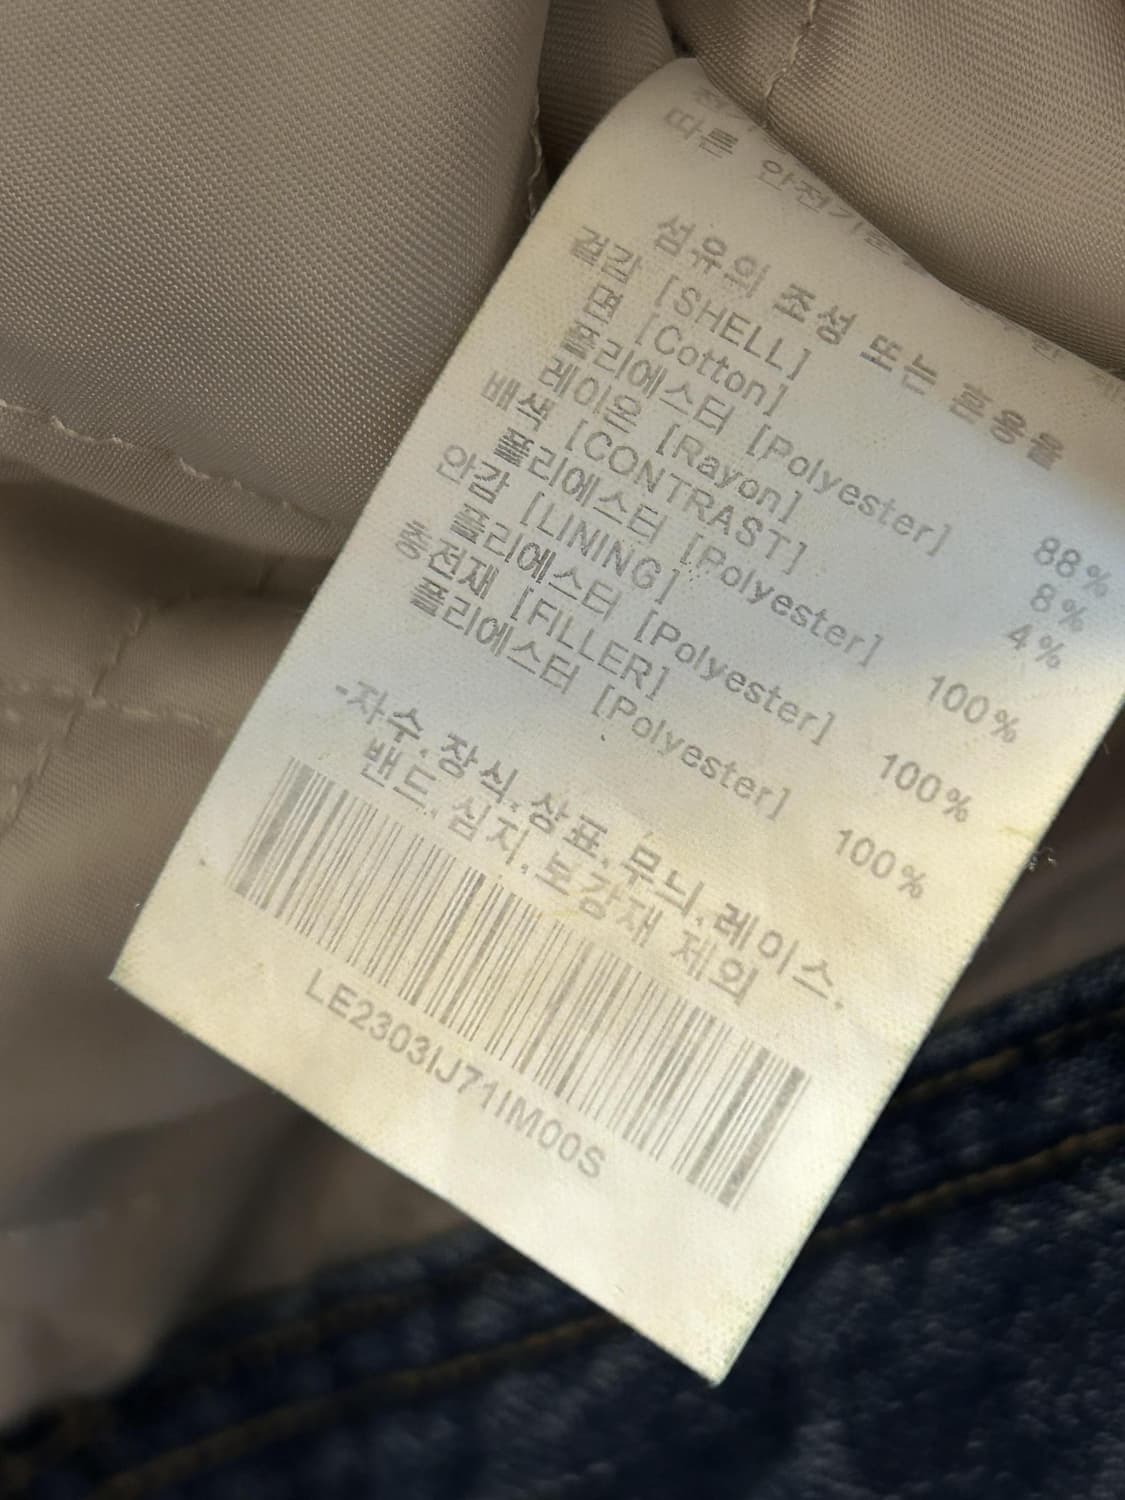 따른 안전기준
섬유의 조성 또는 혼용율
겉감 [SHELL]
면 [Cotton] 88%
폴리에스터 [Polyester] 8%
레이온 [Rayon] 4%
배색 [CONTRAST]
폴리에스터 [Polyester] 100%
안감 [LINING]
폴리에스터 [Polyester] 100%
충전재 [FILLER]
폴리에스터 [Polyester] 100%
-자수,장식,상표,무늬,레이스,
밴드,심지,보강재 제외
LE2303IJ71IM00S